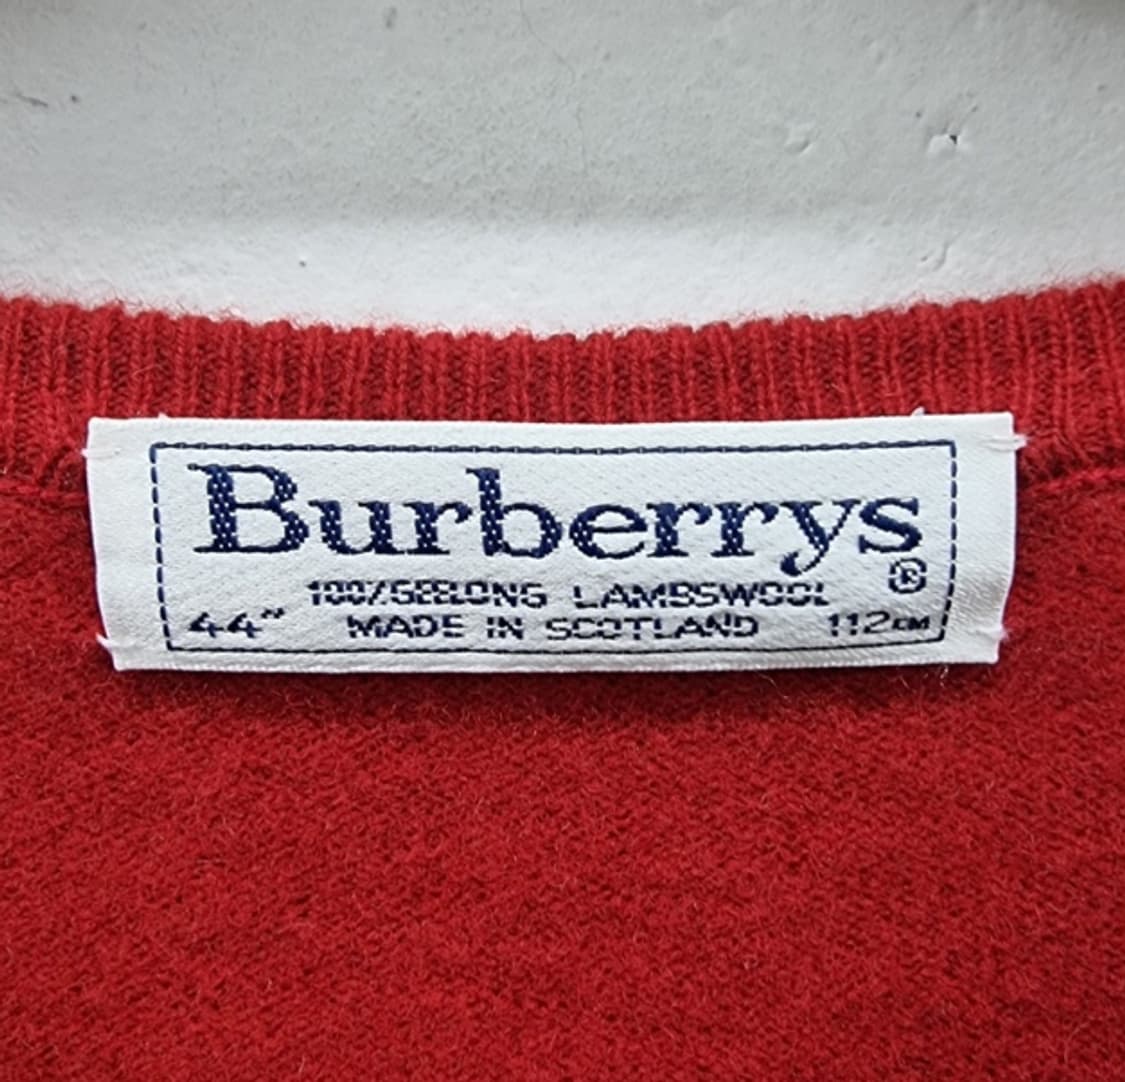 Burberrys
®
100% GEELONG LAMBSWOOL
44" MADE IN SCOTLAND 112CM